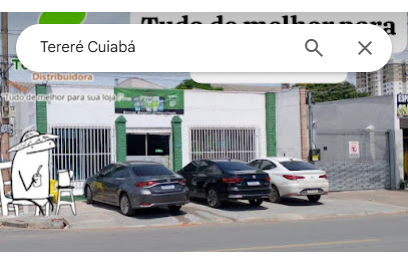 Tudo de melhor para
Tereré Cuiabá
Distribuidora
Tudo de melhor para sua loja